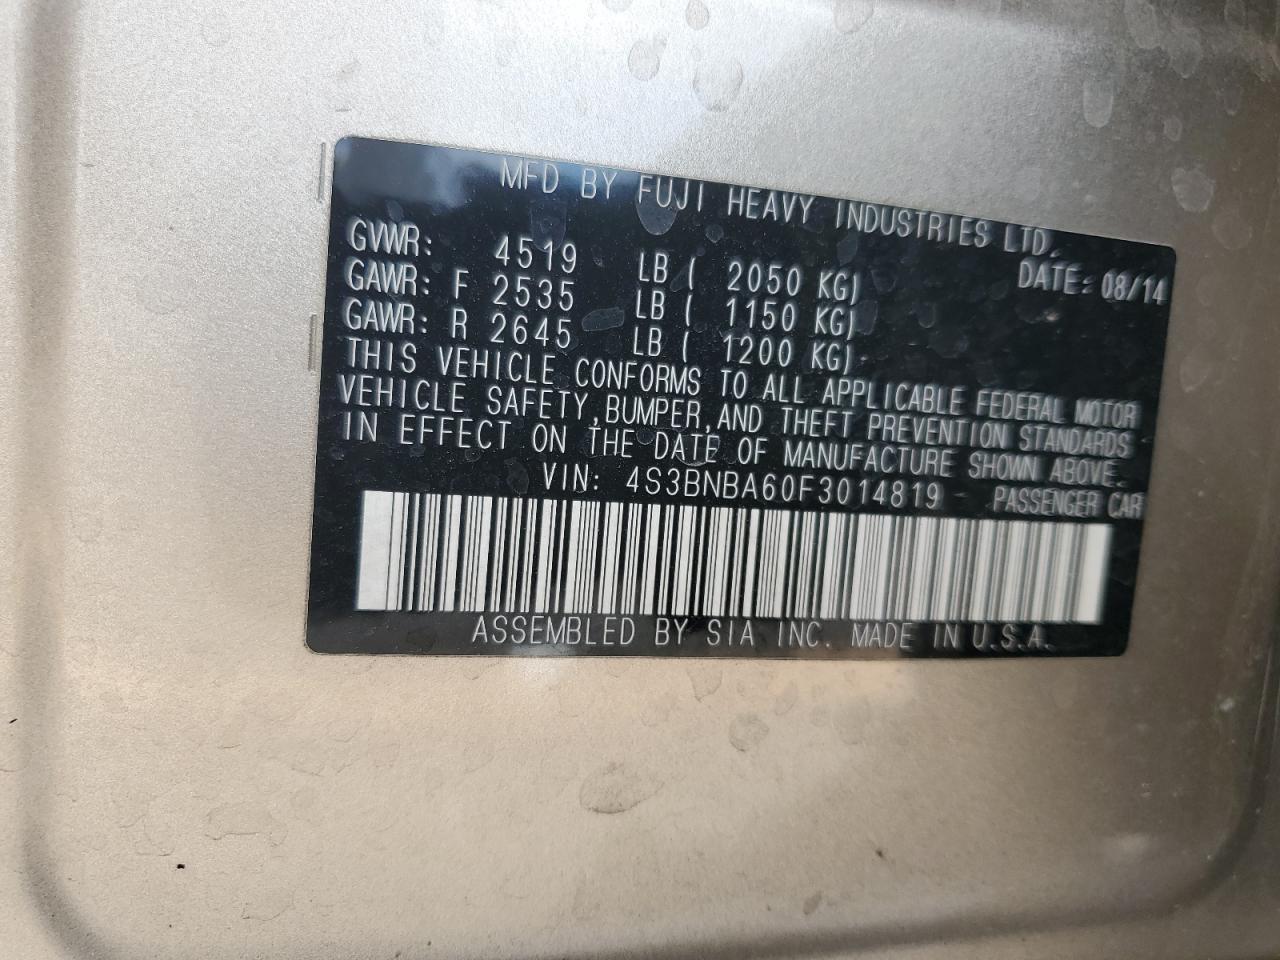 MFD BY FUJI HEAVY INDUSTRIES LTD.
GVWR: 4519 LB ( 2050 KG) DATE: 08/14
GAWR: F 2535 LB ( 1150 KG)
GAWR: R 2645 LB ( 1200 KG)
THIS VEHICLE CONFORMS TO ALL APPLICABLE FEDERAL MOTOR
VEHICLE SAFETY, BUMPER, AND THEFT PREVENTION STANDARDS
IN EFFECT ON THE DATE OF MANUFACTURE SHOWN ABOVE.
VIN: 4S3BNBA60F3014819 PASSENGER CAR
ASSEMBLED BY SIA INC. MADE IN U.S.A.